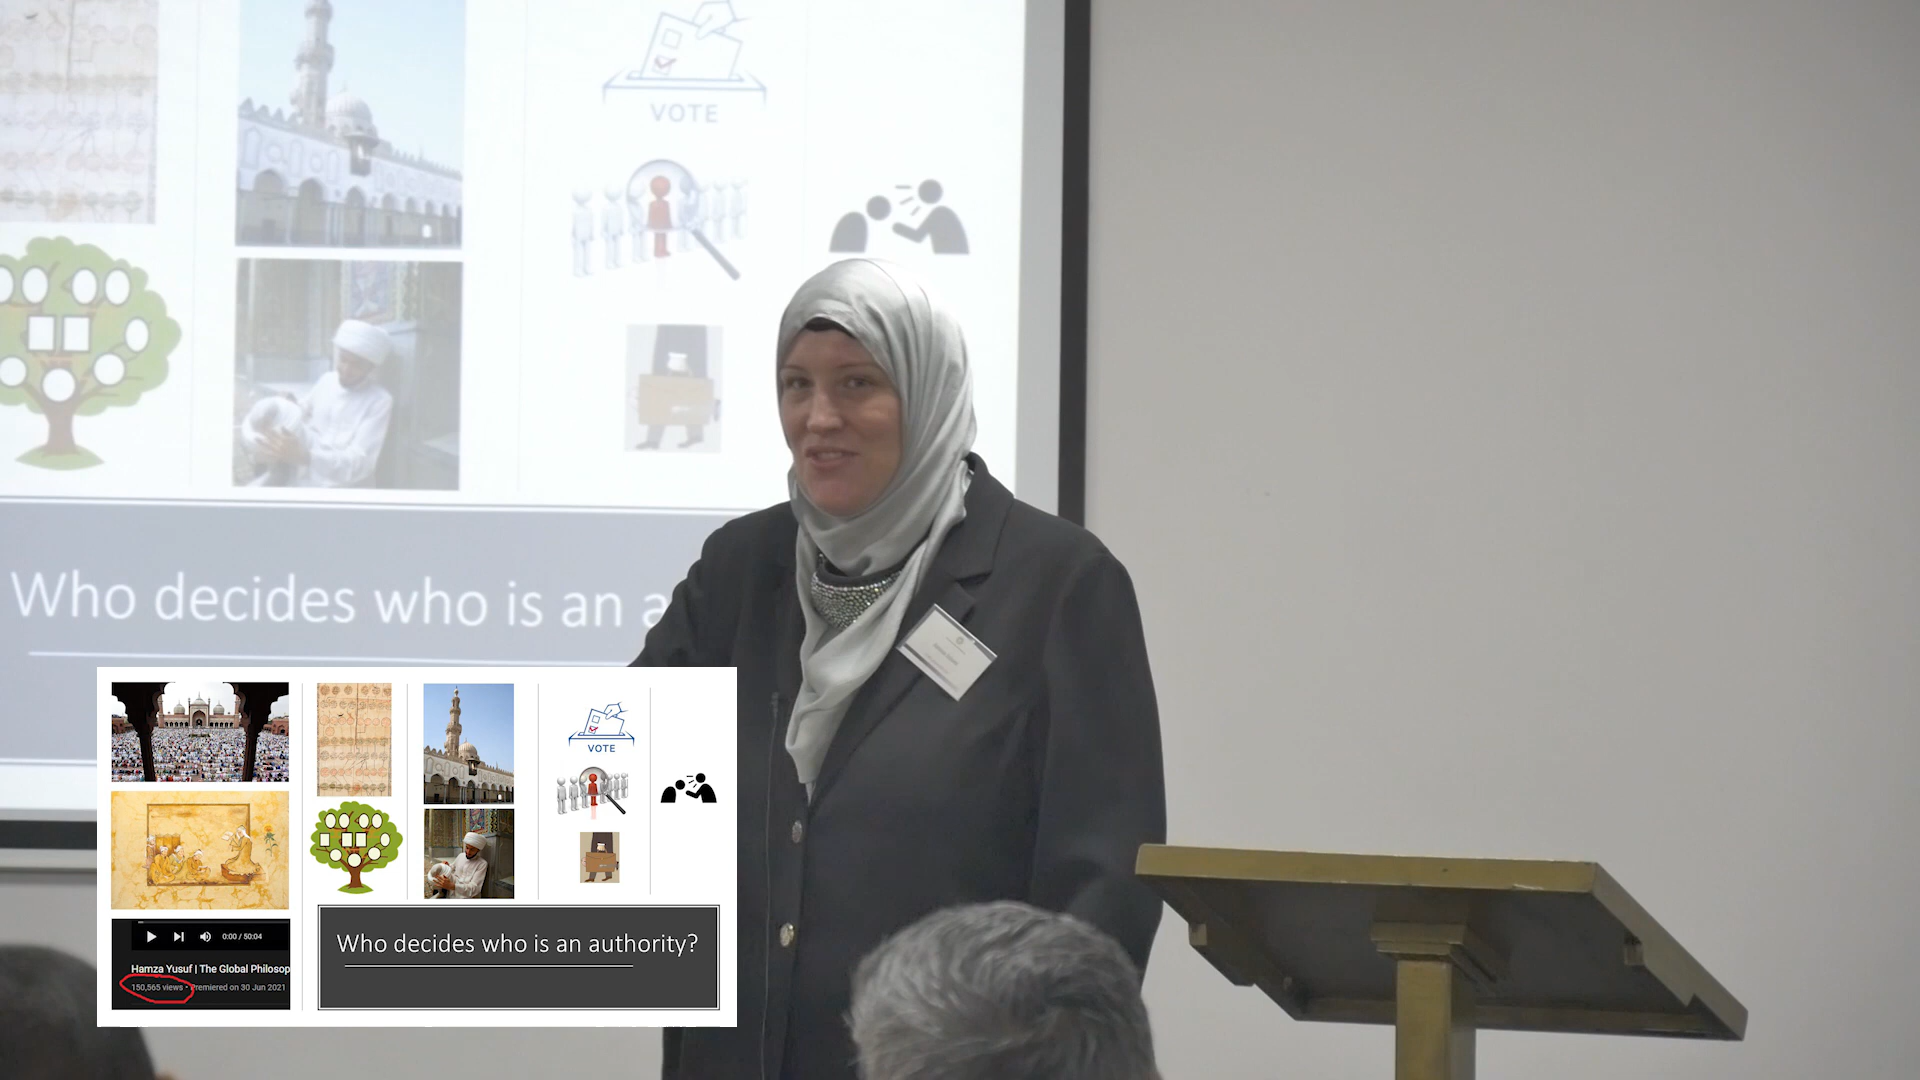 VOTE
Who decides who is an a
VOTE
0:00 / 50:04
Hamza Yusuf | The Global Philosop
150,565 views • Premiered on 30 Jun 2021
Who decides who is an authority?